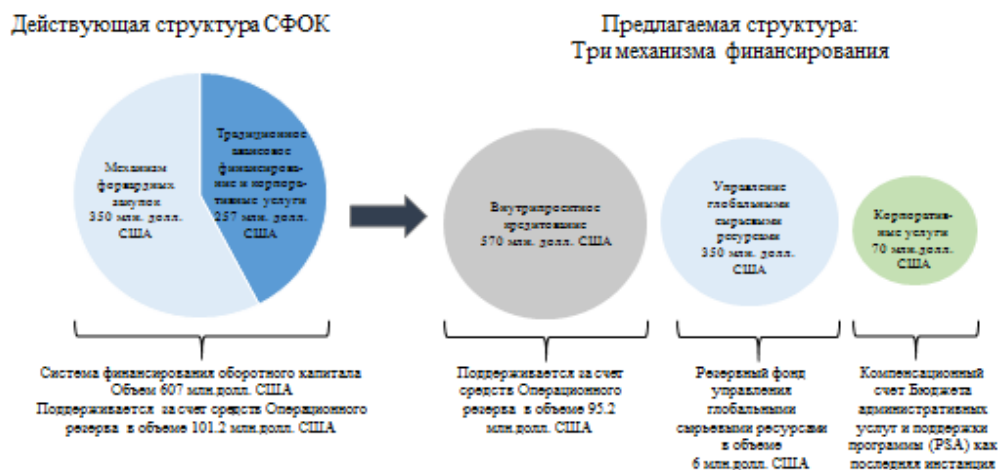 Действующая структура СФОК
Предлагаемая структура:
Три механизма финансирования
Механизм
форвардных
закупок
350 млн. долл.
США
Традиционное
авансовое
финансирова-
ние и корпора-
тивные услуги
257 млн. долл.
США
Внутрипроектное
кредитование
570 млн. долл. США
Управление
глобальными
сырьевыми
ресурсами
350 млн. долл.
США
Корпоратив-
ные услуги
70 млн.долл.
США
Система финансирования оборотного капитала
Объем 607 млн.долл. США
Поддерживается за счет средств Операционного
резерва в объеме 101.2 млн.долл. США
Поддерживается за счет
средств Операционного
резерва в объеме 95.2
млн.долл. США
Резервный фонд
управления
глобальными
сырьевыми ресурсами
в объеме
6 млн.долл. США
Компенсационный
счет Бюджета
административных
услуг и поддержки
программы (PSA) как
последняя инстанция